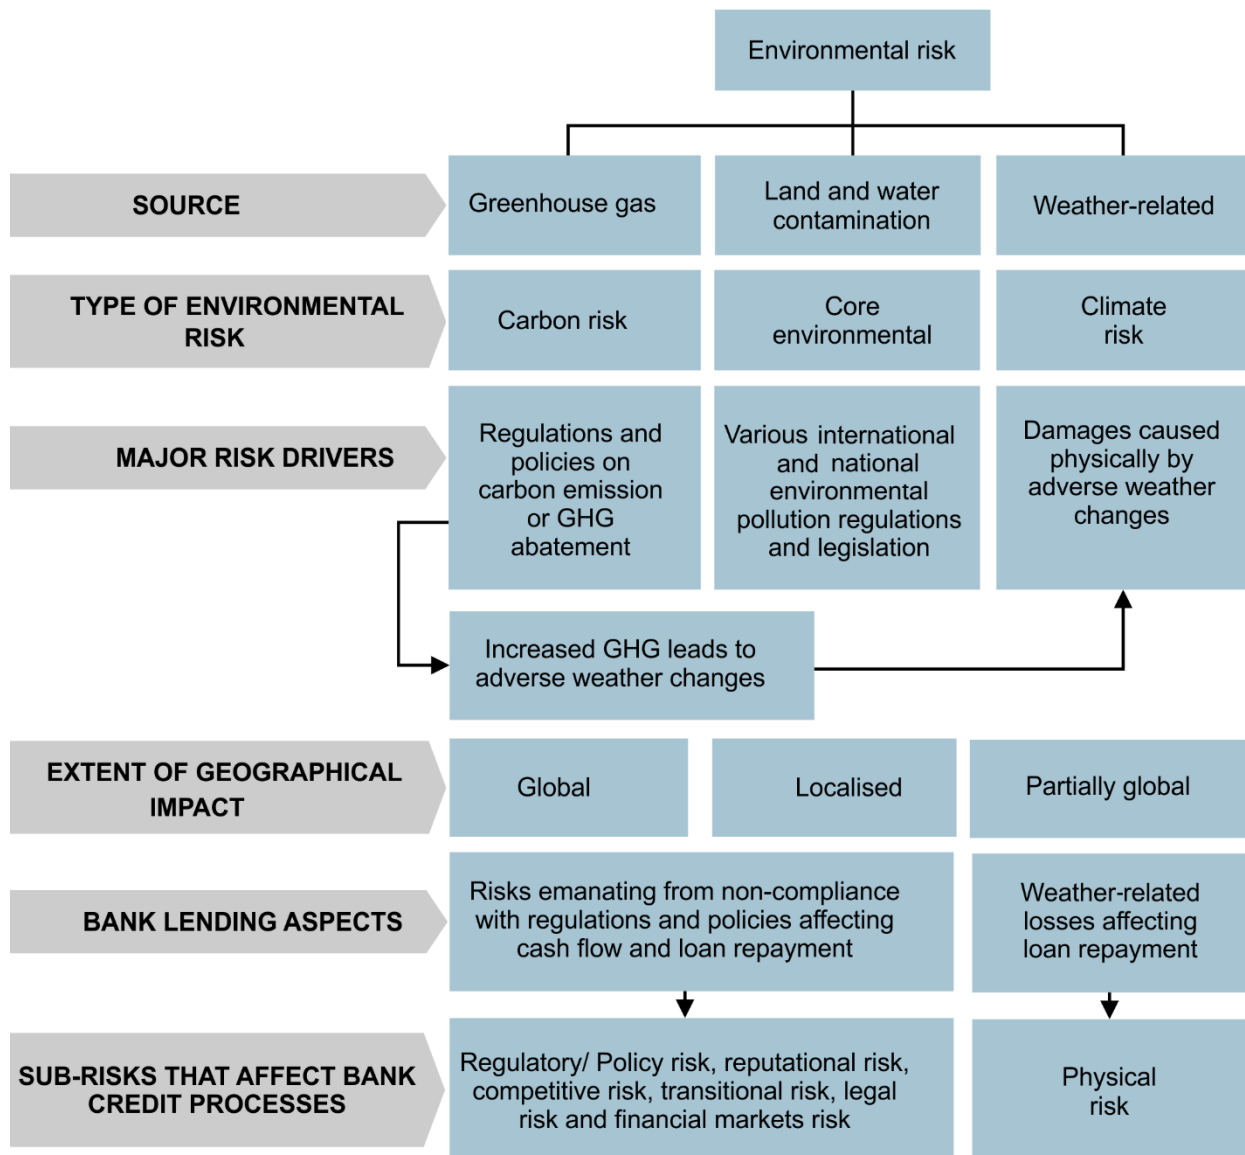 Environmental risk
SOURCE
Greenhouse gas
Land and water
contamination
Weather-related
TYPE OF ENVIRONMENTAL
RISK
Carbon risk
Core
environmental
Climate
risk
MAJOR RISK DRIVERS
Regulations and
policies on
carbon emission
or GHG
abatement
Various international
and national
environmental
pollution regulations
and legislation
Damages caused
physically by
adverse weather
changes
Increased GHG leads to
adverse weather changes
EXTENT OF GEOGRAPHICAL
IMPACT
Global
Localised
Partially global
BANK LENDING ASPECTS
Risks emanating from non-compliance
with regulations and policies affecting
cash flow and loan repayment
Weather-related
losses affecting
loan repayment
SUB-RISKS THAT AFFECT BANK
CREDIT PROCESSES
Regulatory/ Policy risk, reputational risk,
competitive risk, transitional risk, legal
risk and financial markets risk
Physical
risk